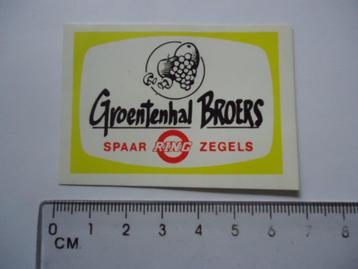 Groentenhal BROERS
SPAAR RING ZEGELS
0 1 2 3 4 5 6 7 8
CM